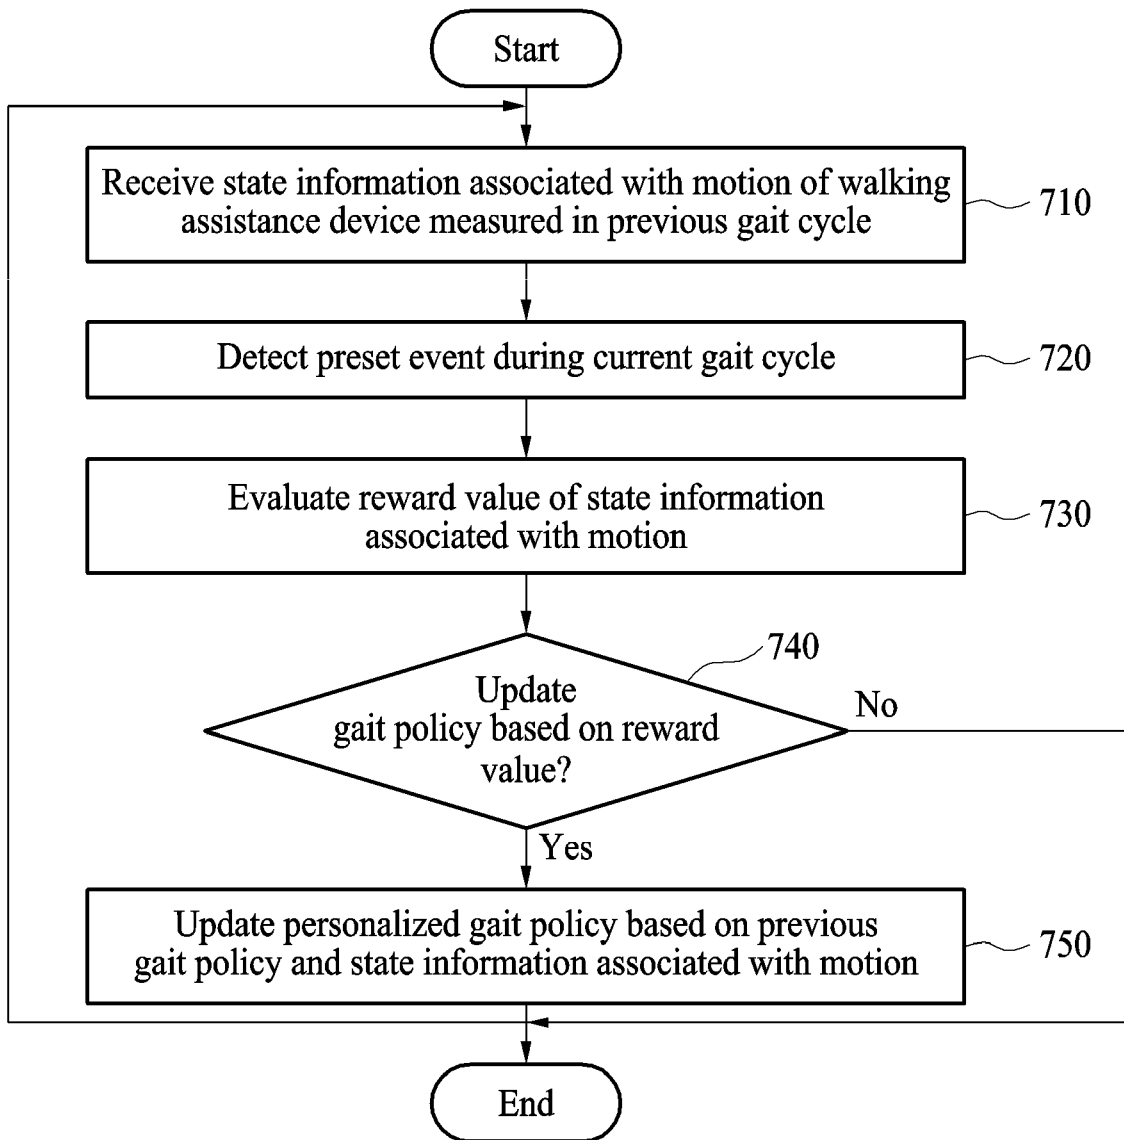 Start
Receive state information associated with motion of walking
assistance device measured in previous gait cycle
710
Detect preset event during current gait cycle
720
Evaluate reward value of state information
associated with motion
730
740
Update
gait policy based on reward
value?
No
Yes
Update personalized gait policy based on previous
gait policy and state information associated with motion
750
End